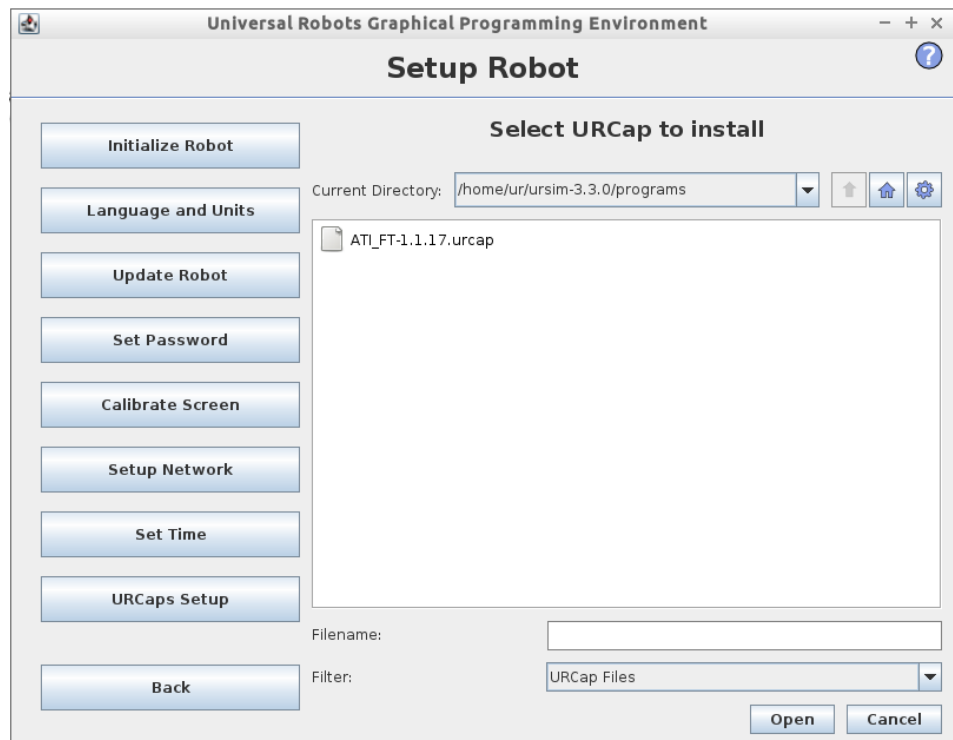 Universal Robots Graphical Programming Environment
Setup Robot
?
Initialize Robot
Language and Units
Update Robot
Set Password
Calibrate Screen
Setup Network
Set Time
URCaps Setup
Back
Select URCap to install
Current Directory: /home/ur/ursim-3.3.0/programs
ATI_FT-1.1.17.urcap
Filename:
Filter: URCap Files
Open Cancel